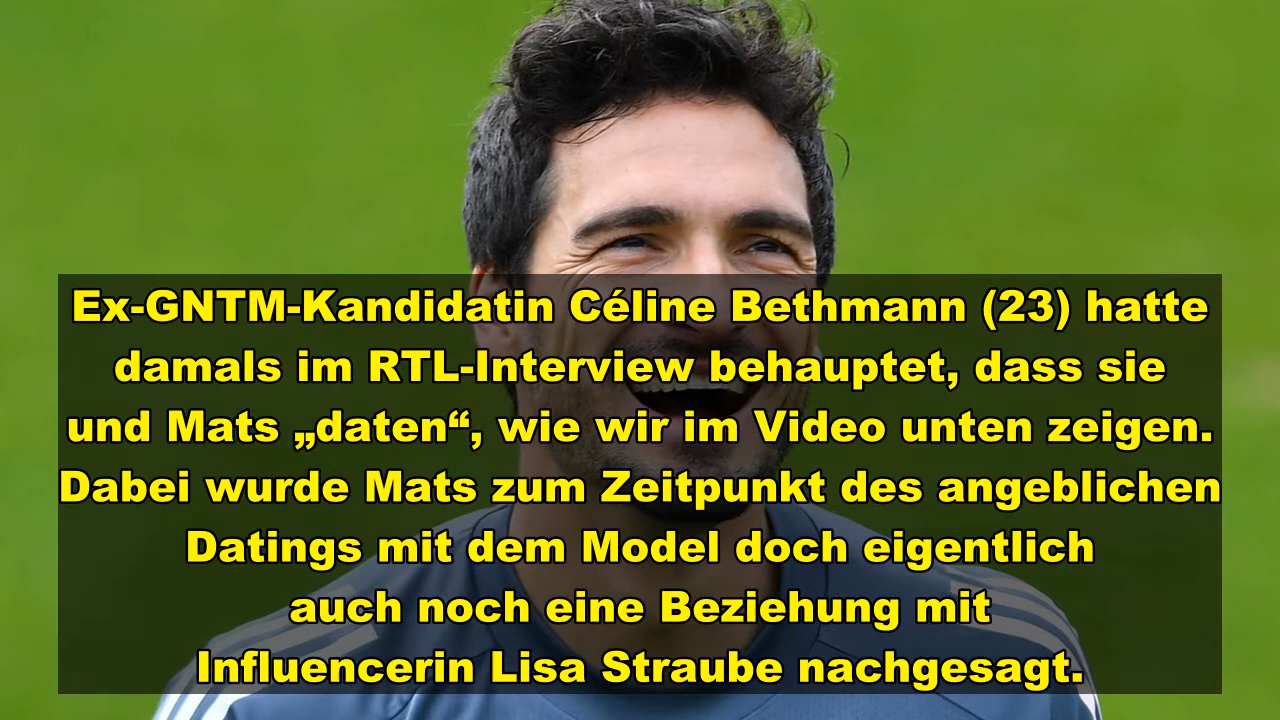 Ex-GNTM-Kandidatin Céline Bethmann (23) hatte
damals im RTL-Interview behauptet, dass sie
und Mats „daten“, wie wir im Video unten zeigen.
Dabei wurde Mats zum Zeitpunkt des angeblichen
Datings mit dem Model doch eigentlich
auch noch eine Beziehung mit
Influencerin Lisa Straube nachgesagt.